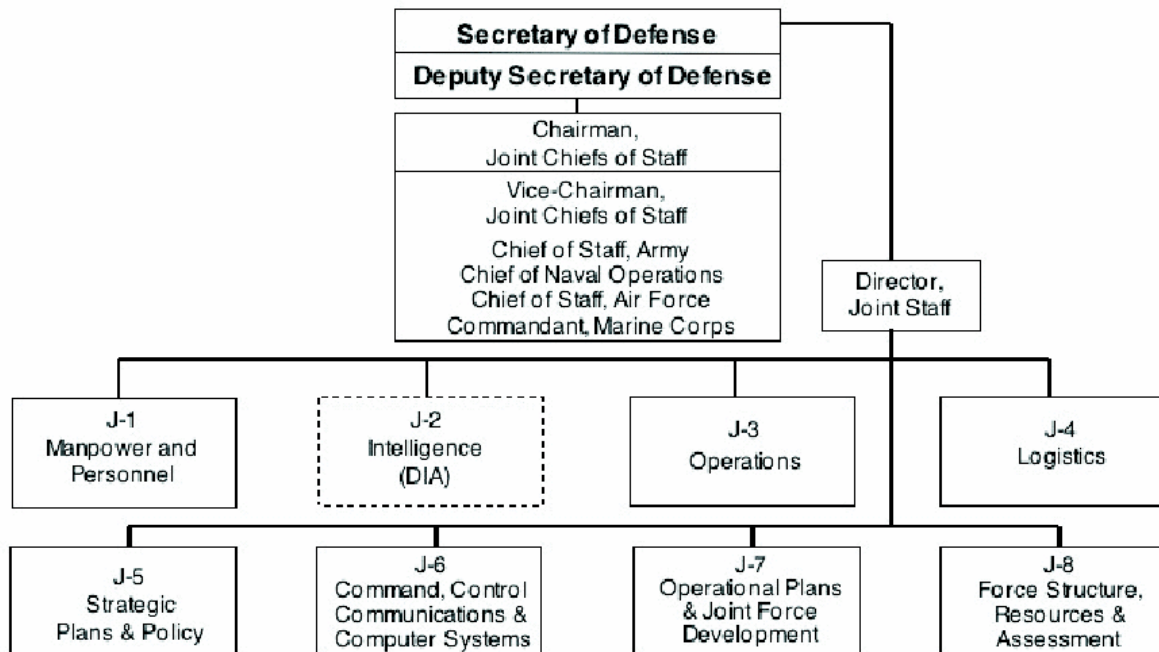 Secretary of Defense
Deputy Secretary of Defense
Chairman,
Joint Chiefs of Staff
Vice-Chairman,
Joint Chiefs of Staff
Chief of Staff, Army
Chief of Naval Operations
Chief of Staff, Air Force
Commandant, Marine Corps
Director,
Joint Staff
J-1
Manpower and
Personnel
J-2
Intelligence
(DIA)
J-3
Operations
J-4
Logistics
J-5
Strategic
Plans & Policy
J-6
Command, Control
Communications &
Computer Systems
J-7
Operational Plans
& Joint Force
Development
J-8
Force Structure,
Resources &
Assessment